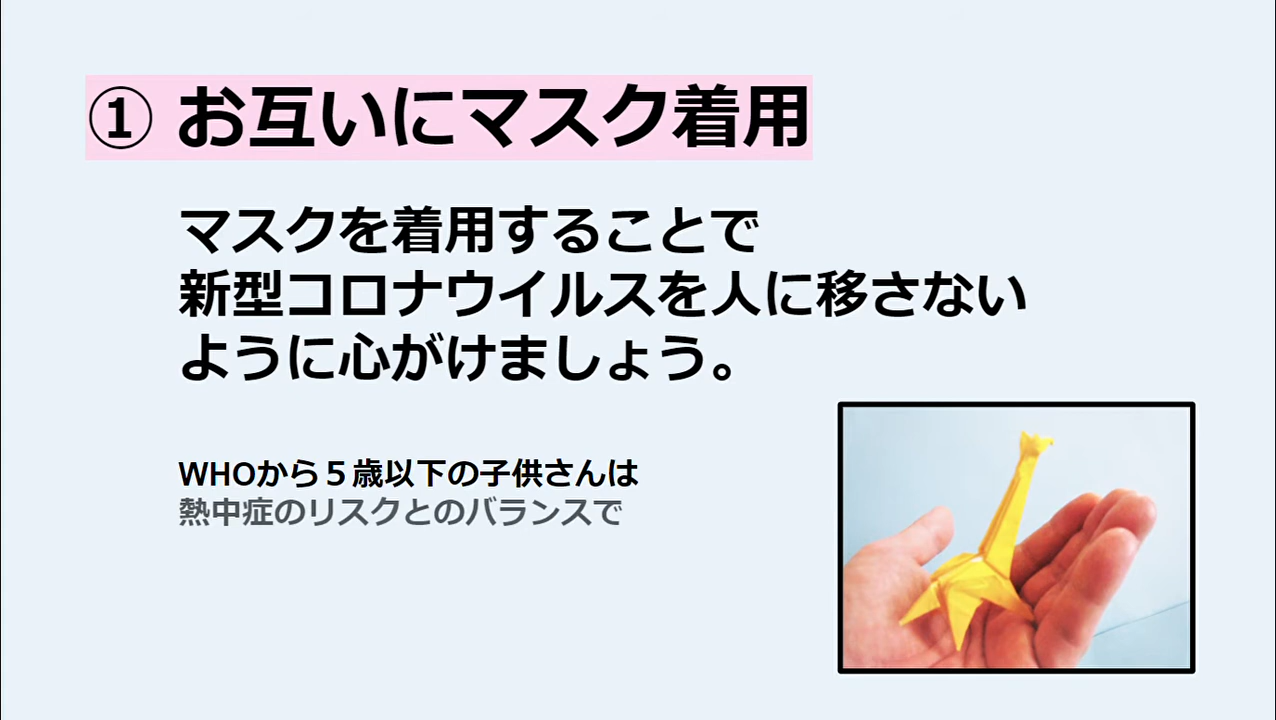 ① お互いにマスク着用
マスクを着用することで
新型コロナウイルスを人に移さない
ように心がけましょう。
WHOから５歳以下の子供さんは
熱中症のリスクとのバランスで